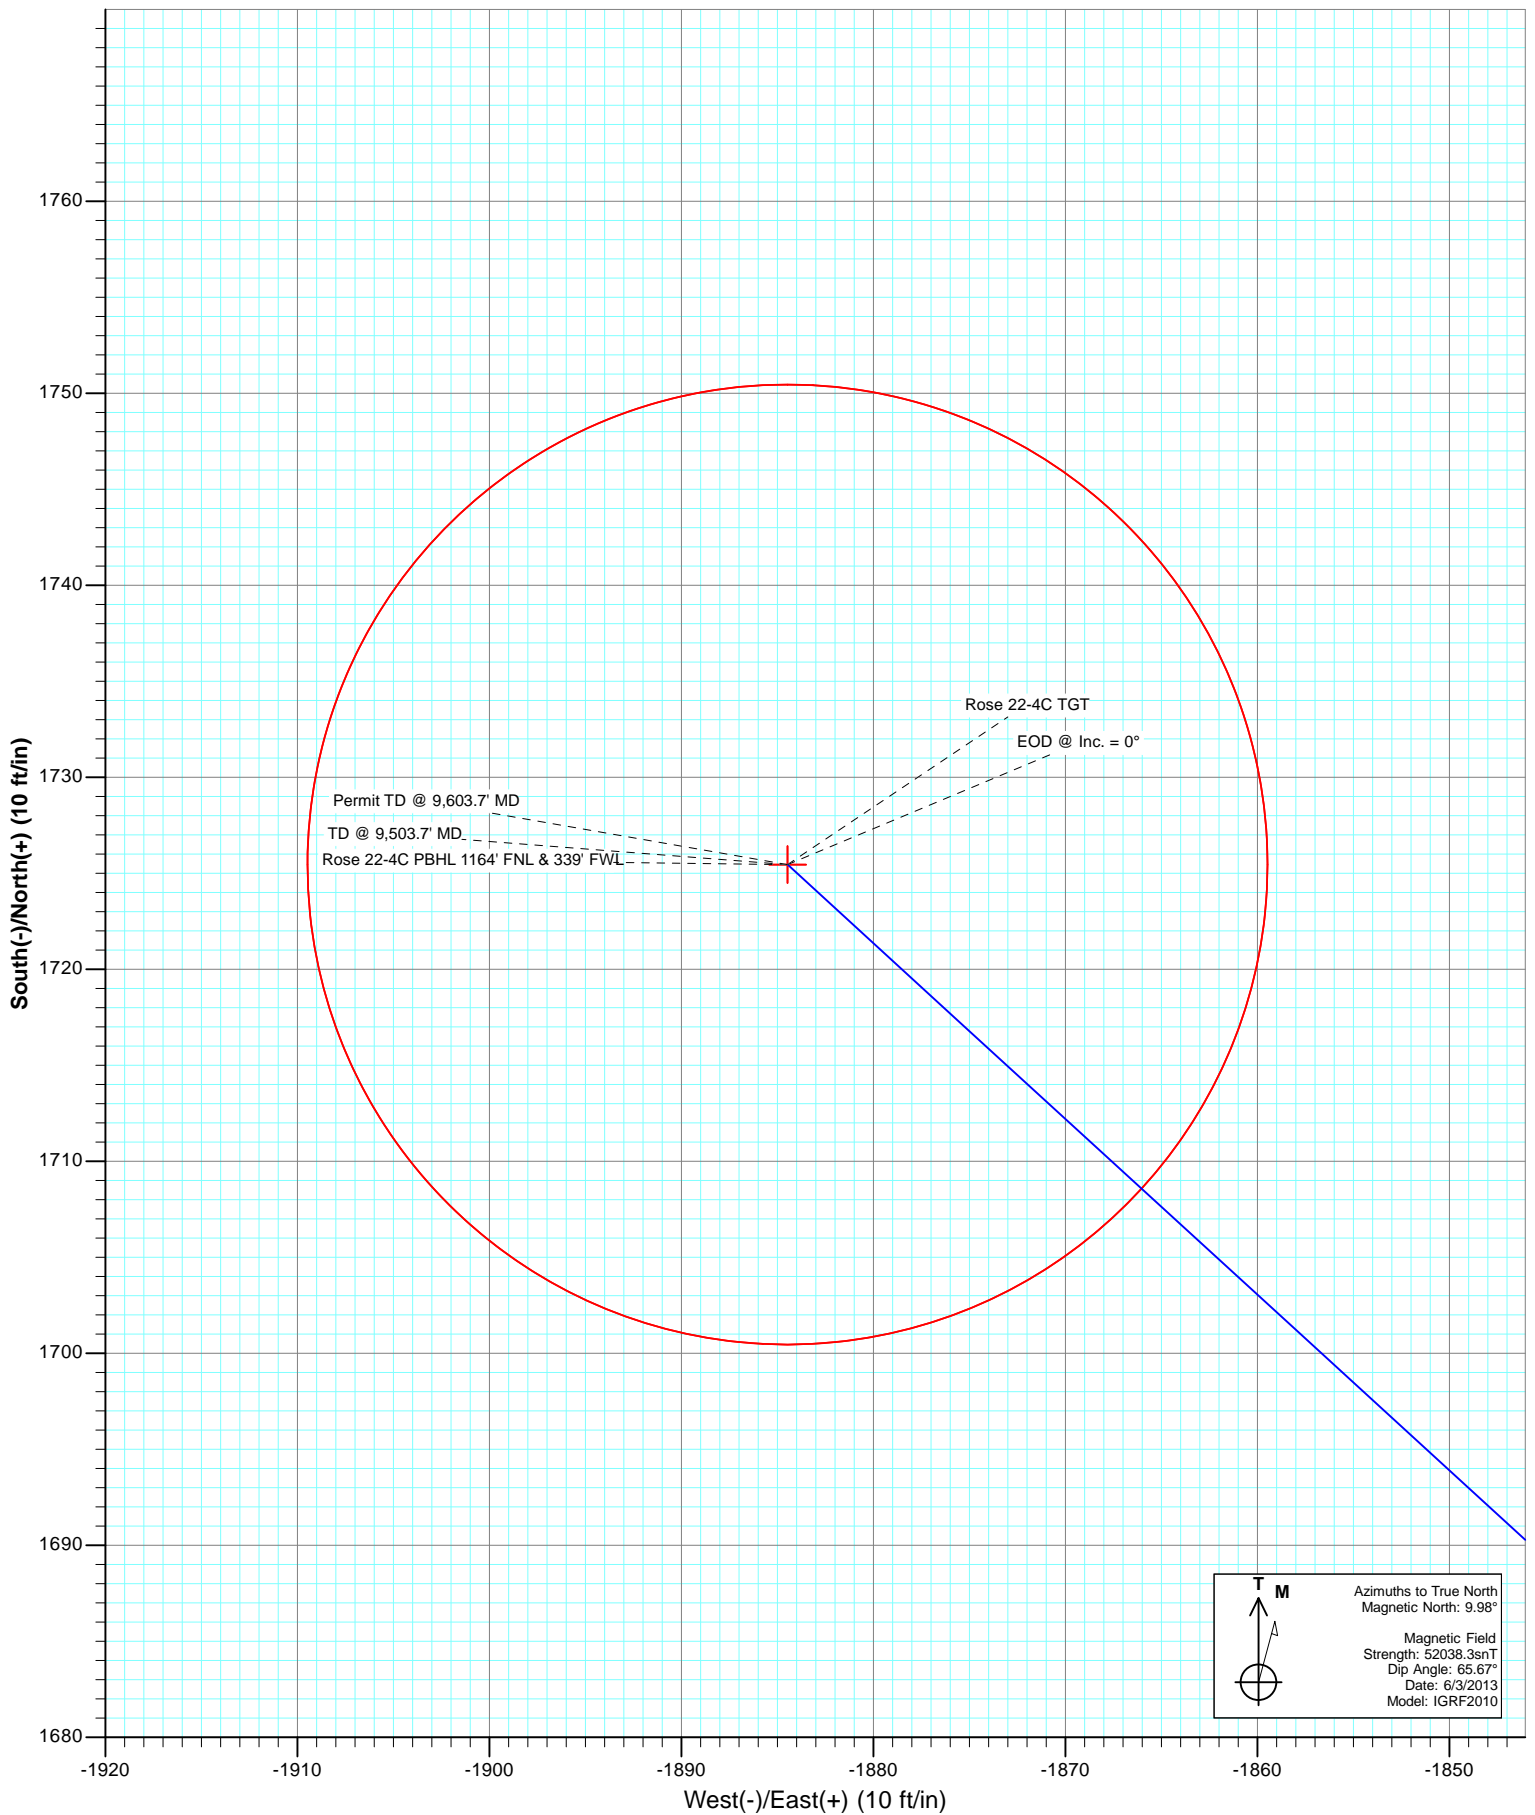 1760
1750
1740
1730
1720
1710
1700
1690
1680
South(-)/North(+) (10 ft/in)
Rose 22-4C TGT
EOD @ Inc. = 0°
Permit TD @ 9,603.7' MD
TD @ 9,503.7' MD
Rose 22-4C PBHL 1164' FNL & 339' FWL
T M
Azimuths to True North
Magnetic North: 9.98°
Magnetic Field
Strength: 52038.3snT
Dip Angle: 65.67°
Date: 6/3/2013
Model: IGRF2010
-1920 -1910 -1900 -1890 -1880 -1870 -1860 -1850
West(-)/East(+) (10 ft/in)